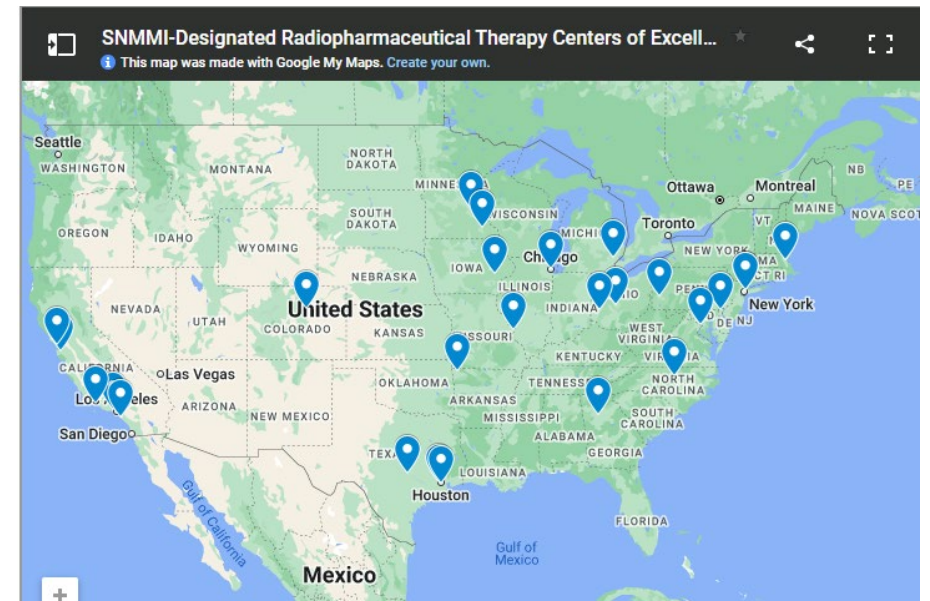 SNMMI-Designated Radiopharmaceutical Therapy Centers of Excell...
This map was made with Google My Maps. Create your own.
Seattle
WASHINGTON
MONTANA
NORTH
DAKOTA
Ottawa
Montreal
NB
PE
MAINE
NOVA SCOT
OREGON
IDAHO
SOUTH
DAKOTA
WISCONSIN
MICHI
Toronto
VT
WYOMING
NEW YORK
MA
CT RI
IOWA
Chicago
NEBRASKA
ILLINOIS
INDIANA
New York
NEVADA
United States
DE NJ
UTAH
COLORADO
KANSAS
WEST
VIRGINIA
KENTUCKY
CALIFORNIA
Las Vegas
OKLAHOMA
TENNESS
NORTH
CAROLINA
Los Angeles
ARIZONA
NEW MEXICO
ARKANSAS
MISSISSIPPI
SOUTH
CAROLINA
San Diego
ALABAMA
GEORGIA
LOUISIANA
Houston
Gulf of California
FLORIDA
Gulf of
Mexico
Mexico
+